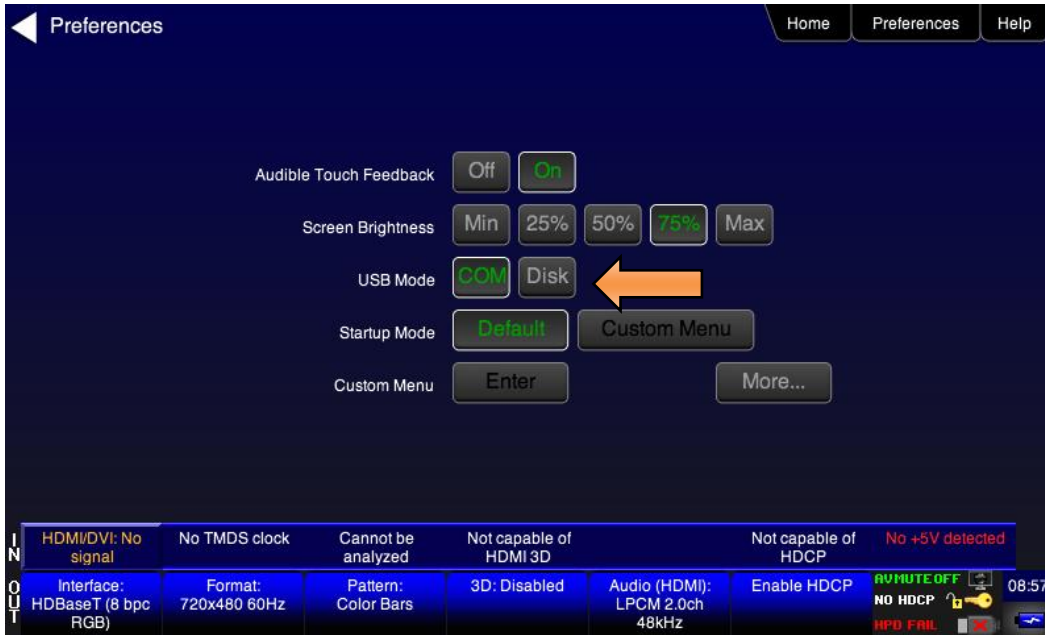 Preferences
Home
Preferences
Help
Audible Touch Feedback
Off
On
Screen Brightness
Min
25%
50%
75%
Max
USB Mode
COM
Disk
Startup Mode
Default
Custom Menu
Custom Menu
Enter
More...
IN
HDMI/DVI: No
signal
No TMDS clock
Cannot be
analyzed
Not capable of
HDMI 3D
Not capable of
HDCP
No +5V detected
OUT
Interface:
HDBaseT (8 bpc
RGB)
Format:
720x480 60Hz
Pattern:
Color Bars
3D: Disabled
Audio (HDMI):
LPCM 2.0ch
48kHz
Enable HDCP
AVMUTEOFF
NO HDCP
HPD FAIL
08:57